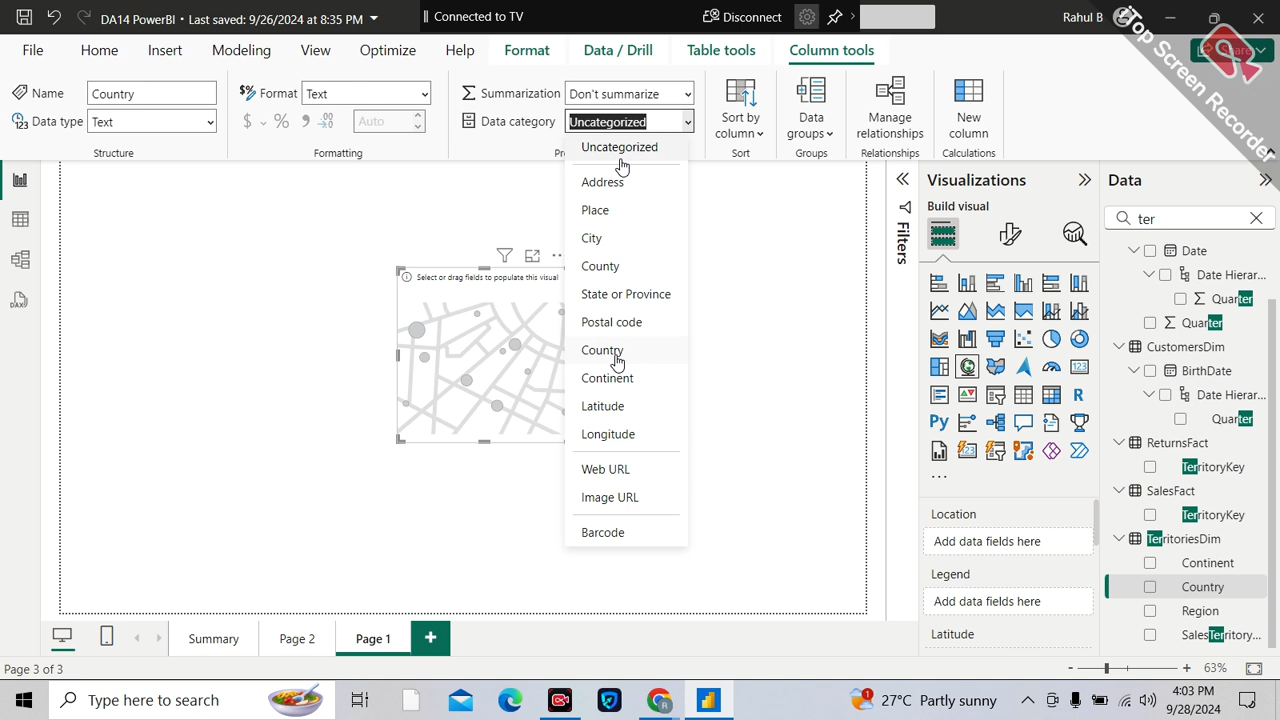 DA14 PowerBI • Last saved: 9/26/2024 at 8:35 PM
Connected to TV
Disconnect
Rahul B
iTop Screen Recorder
File
Home
Insert
Modeling
View
Optimize
Help
Format
Data / Drill
Table tools
Column tools
Share
Name
Country
Data type
Text
Structure
Format
Text
$
%
Auto
Formatting
Summarization
Don't summarize
Data category
Uncategorized
Sort by
column
Sort
Data
groups
Groups
Manage
relationships
Relationships
New
column
Calculations
Uncategorized
Address
Place
City
County
State or Province
Postal code
Country
Continent
Latitude
Longitude
Web URL
Image URL
Barcode
Select or drag fields to populate this visual
DAX
Filters
Visualizations
Build visual
123
R
Py
...
Location
Add data fields here
Legend
Add data fields here
Latitude
Data
ter
Date
Date Hierar...
Quarter
Quarter
CustomersDim
BirthDate
Date Hierar...
Quarter
ReturnsFact
TerritoryKey
SalesFact
TerritoryKey
TerritoriesDim
Continent
Country
Region
SalesTerritory...
Summary
Page 2
Page 1
Page 3 of 3
63%
Type here to search
27°C Partly sunny
4:03 PM
9/28/2024